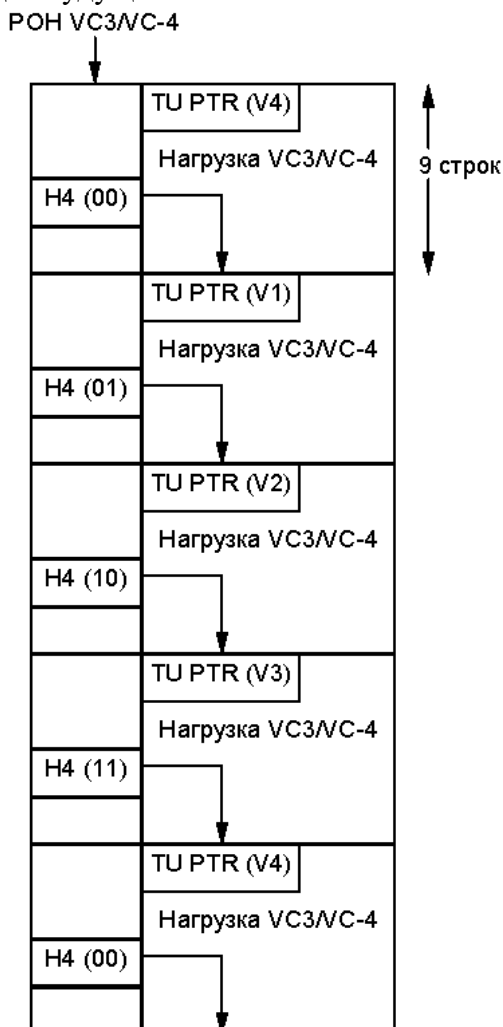 РОН VC3/VC-4
TU PTR (V4)
Нагрузка VC3/VC-4
9 строк
H4 (00)
TU PTR (V1)
Нагрузка VC3/VC-4
H4 (01)
TU PTR (V2)
Нагрузка VC3/VC-4
H4 (10)
TU PTR (V3)
Нагрузка VC3/VC-4
H4 (11)
TU PTR (V4)
Нагрузка VC3/VC-4
H4 (00)